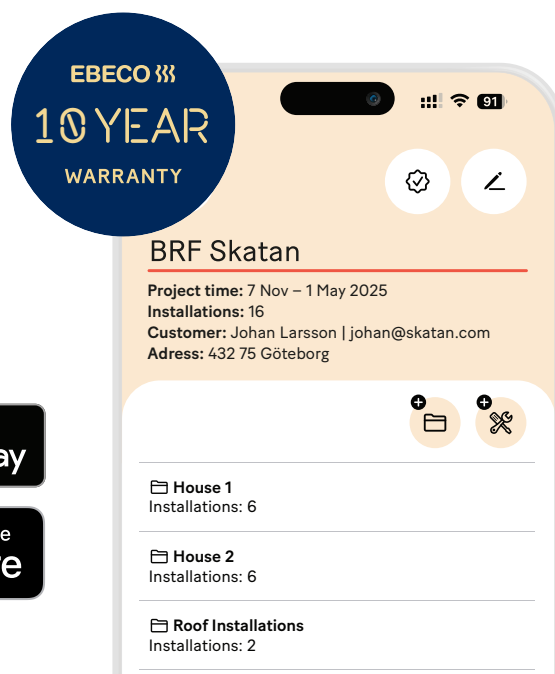 EBECO
10 YEAR
WARRANTY
91
BRF Skatan
Project time: 7 Nov – 1 May 2025
Installations: 16
Customer: Johan Larsson | johan@skatan.com
Adress: 432 75 Göteborg
ay
e
re
House 1
Installations: 6
House 2
Installations: 6
Roof Installations
Installations: 2